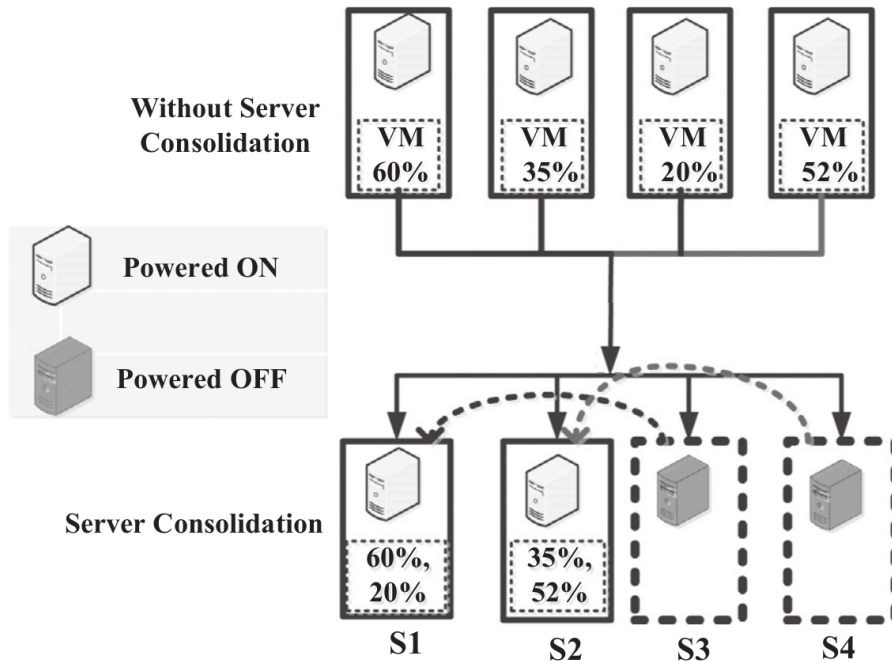 Without Server
Consolidation
VM
60%
VM
35%
VM
20%
VM
52%
Powered ON
Powered OFF
Server Consolidation
60%,
20%
35%,
52%
S1
S2
S3
S4